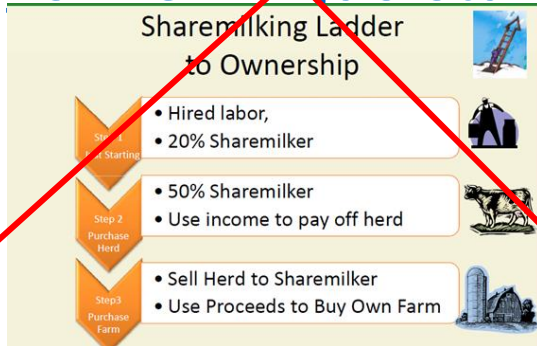 Sharemilking Ladder
to Ownership
Step 1
Just Starting
• Hired labor,
• 20% Sharemilker
Step 2
Purchase
Herd
• 50% Sharemilker
• Use income to pay off herd
Step3
Purchase
Farm
• Sell Herd to Sharemilker
• Use Proceeds to Buy Own Farm